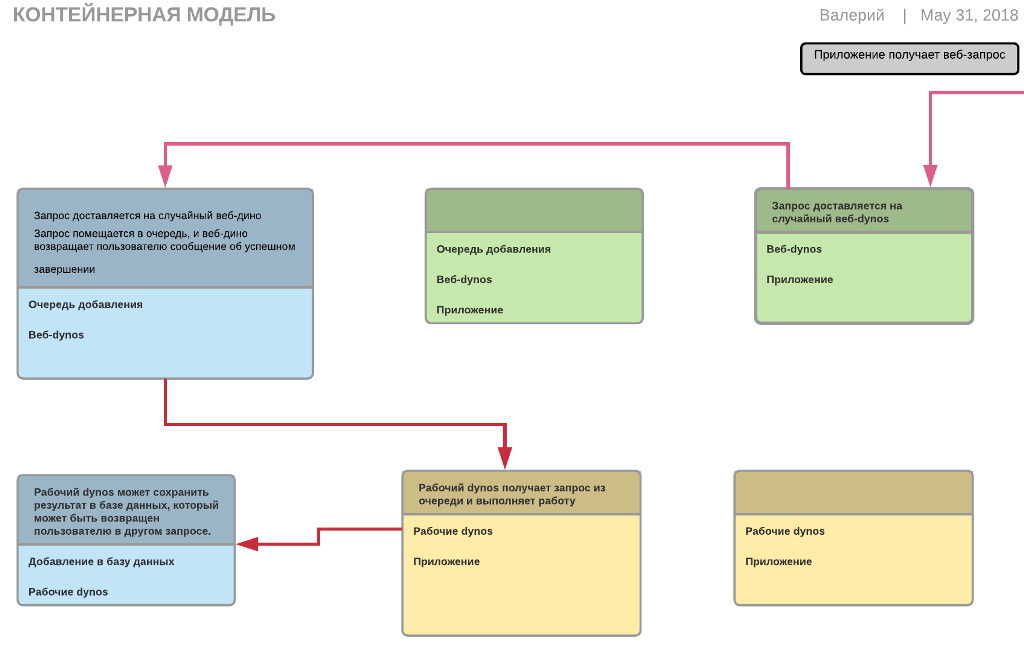 КОНТЕЙНЕРНАЯ МОДЕЛЬ
Валерий | May 31, 2018
Приложение получает веб-запрос
Запрос доставляется на случайный веб-дино
Запрос помещается в очередь, и веб-дино
возвращает пользователю сообщение об успешном
завершении
Очередь добавления
Веб-dynos
Очередь добавления
Веб-dynos
Приложение
Запрос доставляется на
случайный веб-dynos
Веб-dynos
Приложение
Рабочий dynos может сохранить
результат в базе данных, который
может быть возвращен
пользователю в другом запросе.
Добавление в базу данных
Рабочие dynos
Рабочий dynos получает запрос из
очереди и выполняет работу
Рабочие dynos
Приложение
Рабочие dynos
Приложение